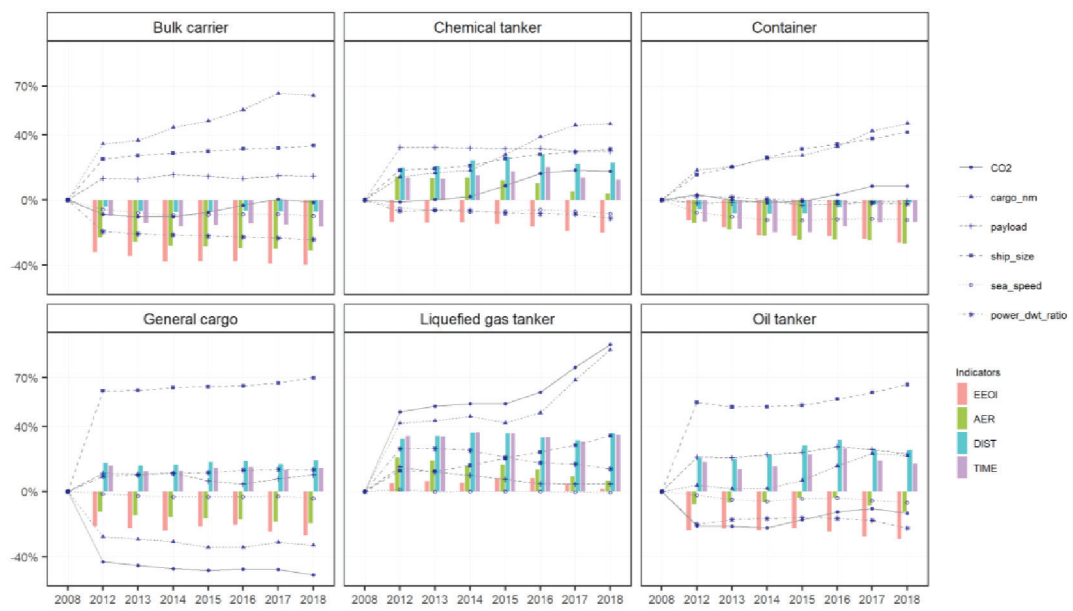 Bulk carrier
Chemical tanker
Container
70%
40%
0%
-40%
General cargo
Liquefied gas tanker
Oil tanker
70%
40%
0%
-40%
2008 2012 2013 2014 2015 2016 2017 2018
2008 2012 2013 2014 2015 2016 2017 2018
2008 2012 2013 2014 2015 2016 2017 2018
CO2
cargo_nm
payload
ship_size
sea_speed
power_dwt_ratio
Indicators
EEOI
AER
DIST
TIME